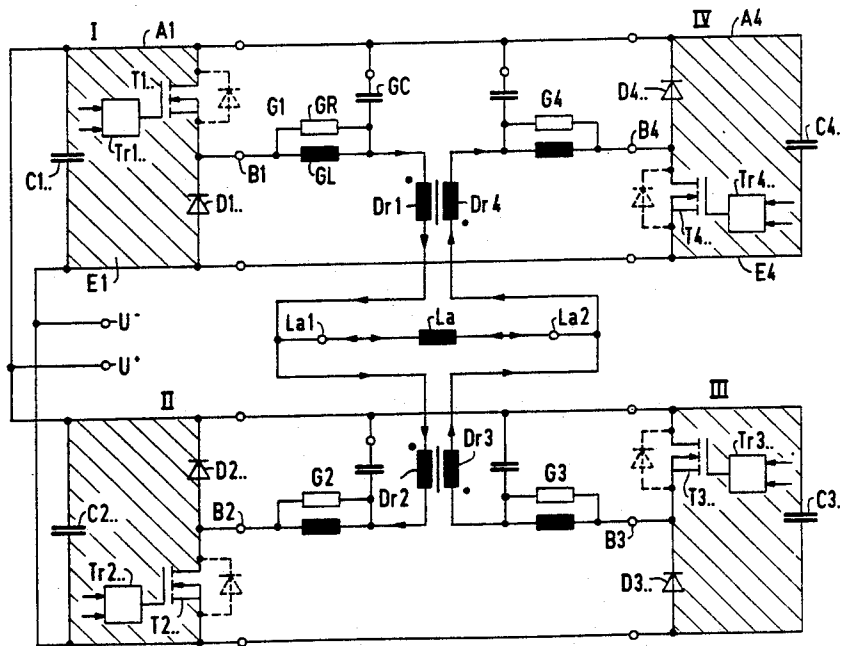 I A1 IV A4
T1.. GC D4..
G1 GR G4 B4 C4..
Tr1.. Tr4..
C1.. B1 GL
D1.. Dr1 Dr4 T4..
E1 E4
U- La1 La La2
U+
II III
Dr3 Tr3..
D2.. G2 G3 T3..
C2.. B2 Dr2 C3..
B3
Tr2.. D3..
T2..